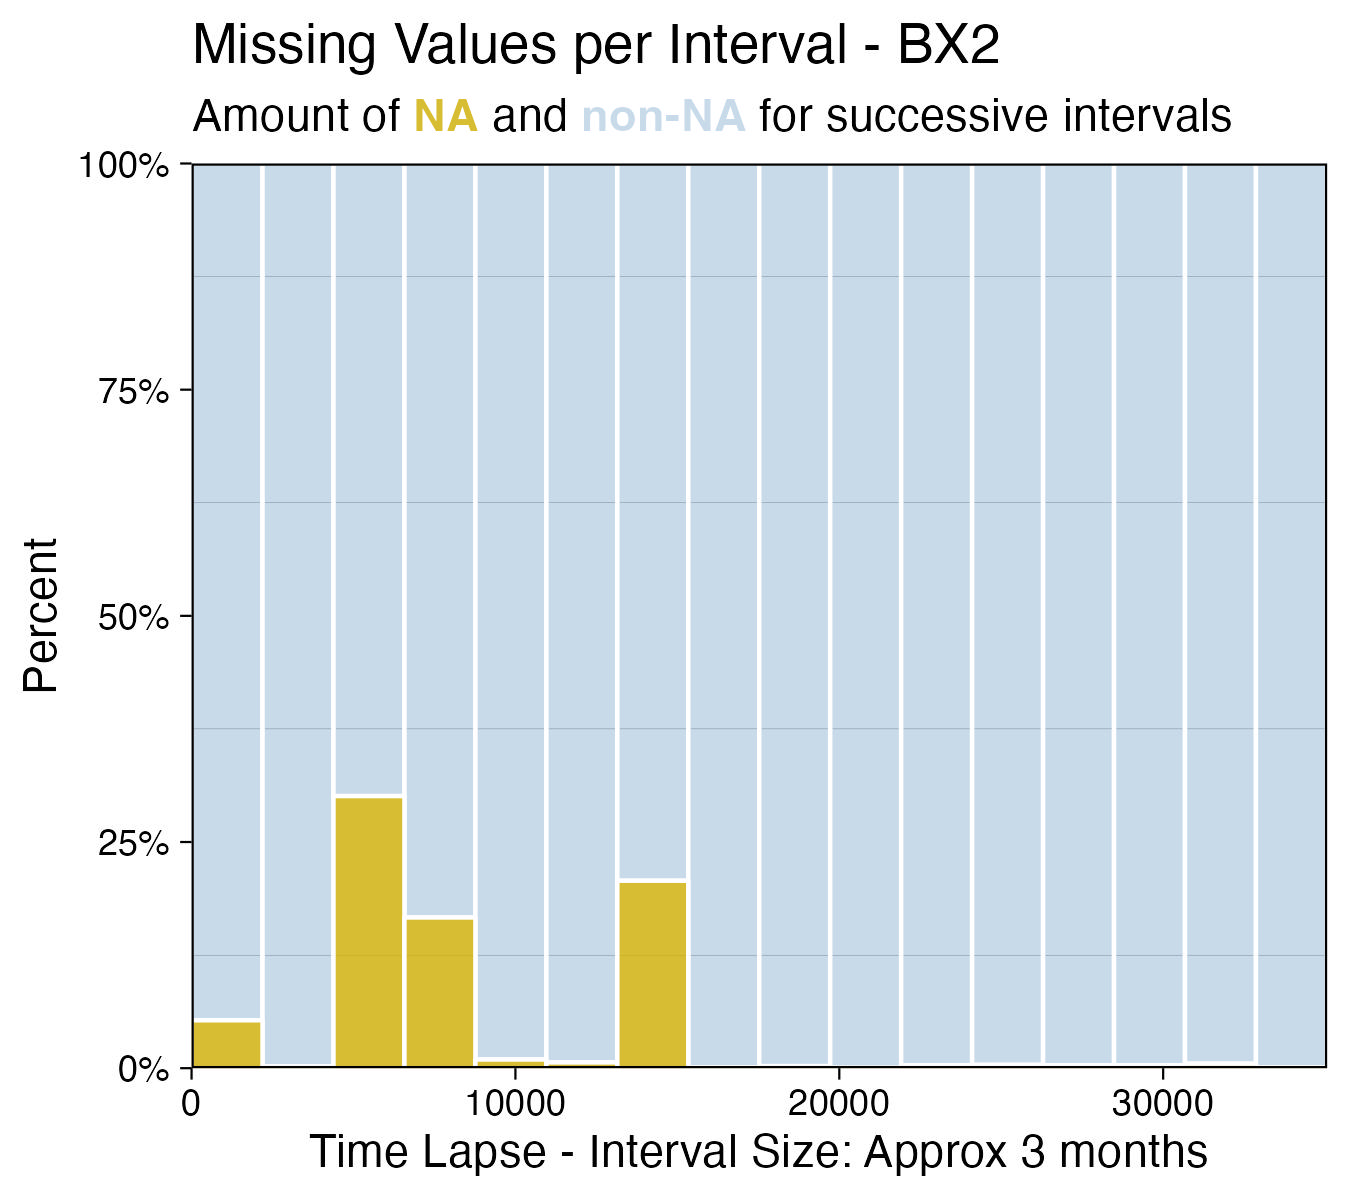 Missing Values per Interval - BX2
Amount of NA and non-NA for successive intervals
100%
75%
50%
25%
0%
Percent
0 10000 20000 30000
Time Lapse - Interval Size: Approx 3 months